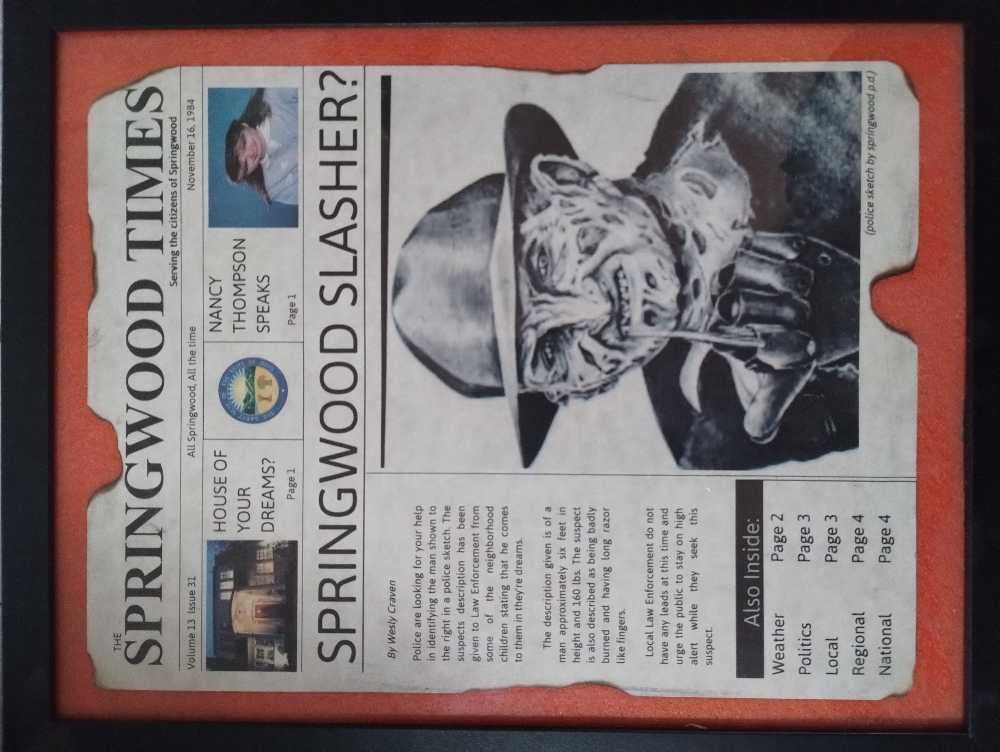 THE
SPRINGWOOD TIMES
Serving the citizens of Springwood
Volume 13 Issue 31 All Springwood, All the time November 16, 1984
HOUSE OF
YOUR
DREAMS?
Page 1
NANCY
THOMPSON
SPEAKS
Page 1
SPRINGWOOD SLASHER?
By Wesly Craven
Police are looking for your help
in identifying the man shown to
the right in a police sketch. The
suspects description has been
given to Law Enforcement from
some of the neighborhood
children stating that he comes
to them in they're dreams.
The description given is of a
man approximately six feet in
height and 160 lbs. The suspect
is also described as being badly
burned and having long razor
like fingers.
Local Law Enforcement do not
have any leads at this time and
urge the public to stay on high
alert while they seek this
suspect.
(police sketch by springwood p.d.)
Also Inside:
Weather Page 2
Politics Page 3
Local Page 3
Regional Page 4
National Page 4